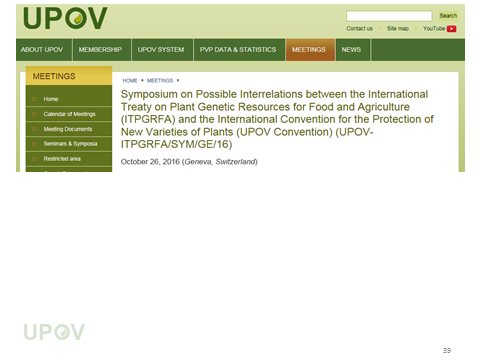 UPOV
Search
Contact us Site map YouTube
ABOUT UPOV MEMBERSHIP UPOV SYSTEM PVP DATA & STATISTICS MEETINGS NEWS
MEETINGS
Home
Calendar of Meetings
Meeting Documents
Seminars & Symposia
Restricted area
HOME MEETINGS
Symposium on Possible Interrelations between the International
Treaty on Plant Genetic Resources for Food and Agriculture
(ITPGRFA) and the International Convention for the Protection of
New Varieties of Plants (UPOV Convention) (UPOV-
ITPGRFA/SYM/GE/16)
October 26, 2016 (Geneva, Switzerland)
UPOV
39